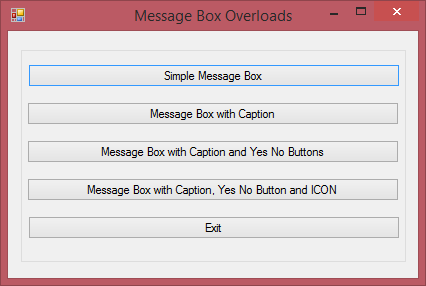 Message Box Overloads
Simple Message Box
Message Box with Caption
Message Box with Caption and Yes No Buttons
Message Box with Caption, Yes No Button and ICON
Exit